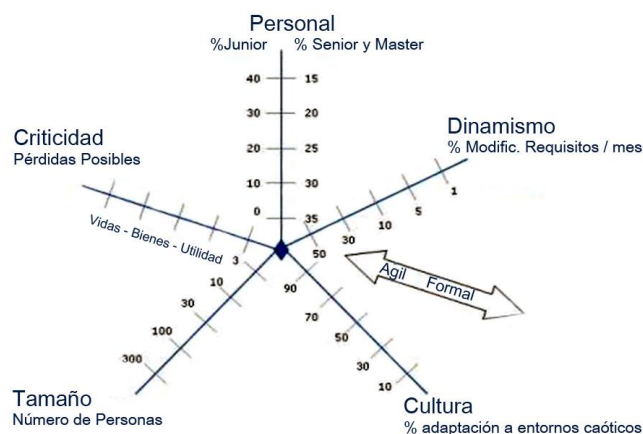 Personal
%Junior % Senior y Master
40 15
30 20
20 25
10 30
0 35
Criticidad
Pérdidas Posibles
Vidas - Bienes - Utilidad
Dinamismo
% Modific. Requisitos / mes
1
5
10
30
50
Agil Formal
3
10
30
100
300
Tamaño
Número de Personas
90
70
50
30
10
Cultura
% adaptación a entornos caóticos